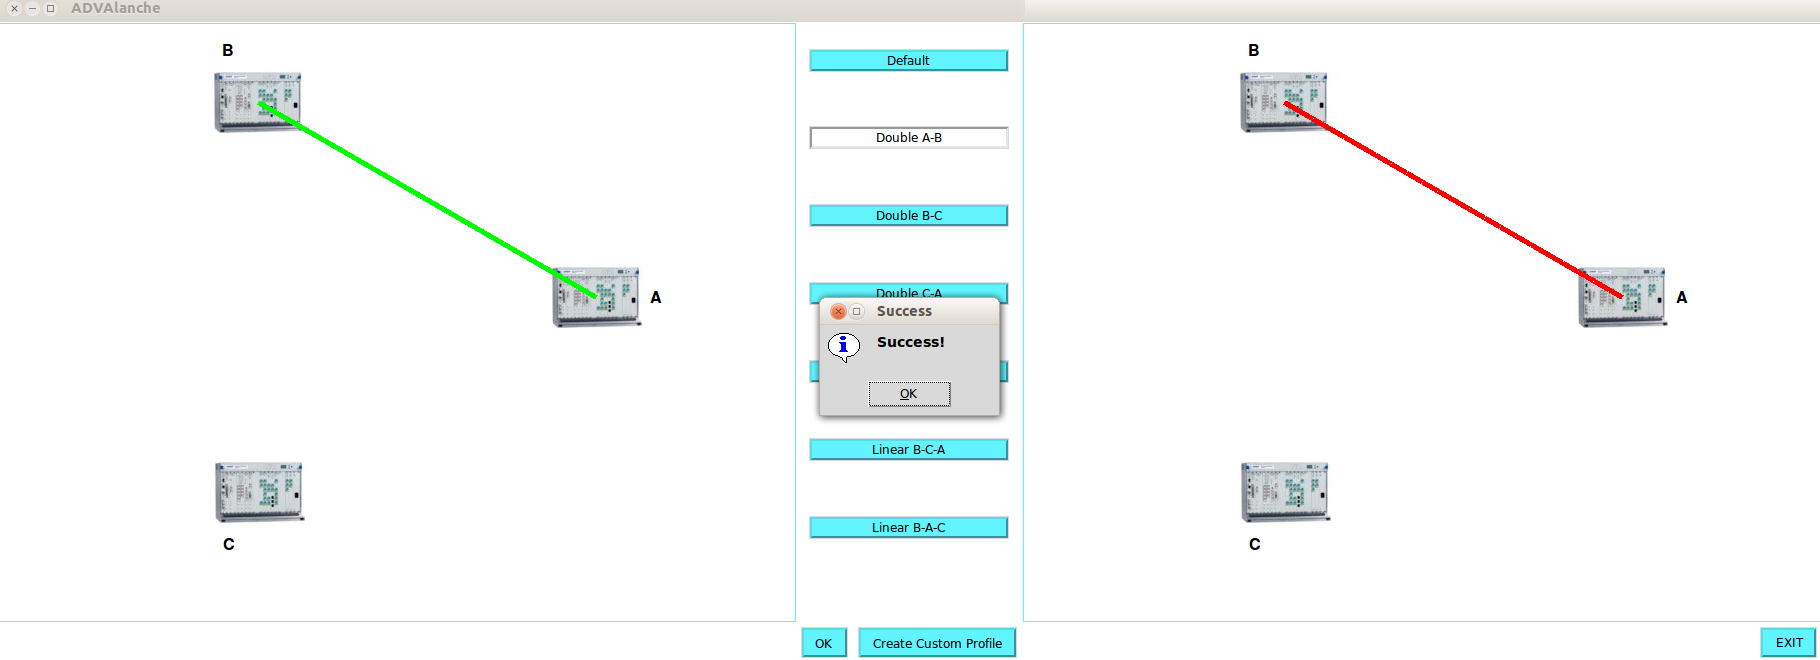 ADVAlanche
B
A
C
Default
Double A-B
Double B-C
Double C-A
Success
Success!
OK
Linear B-C-A
Linear B-A-C
B
A
C
OK
Create Custom Profile
EXIT